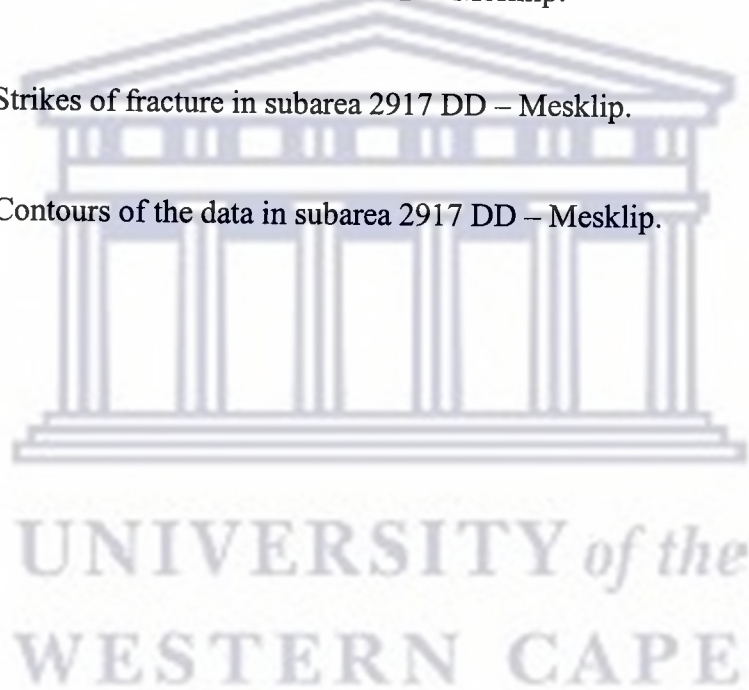 Strikes of fracture in subarea 2917 DD – Mesklip.
Contours of the data in subarea 2917 DD – Mesklip.
UNIVERSITY of the
WESTERN CAPE